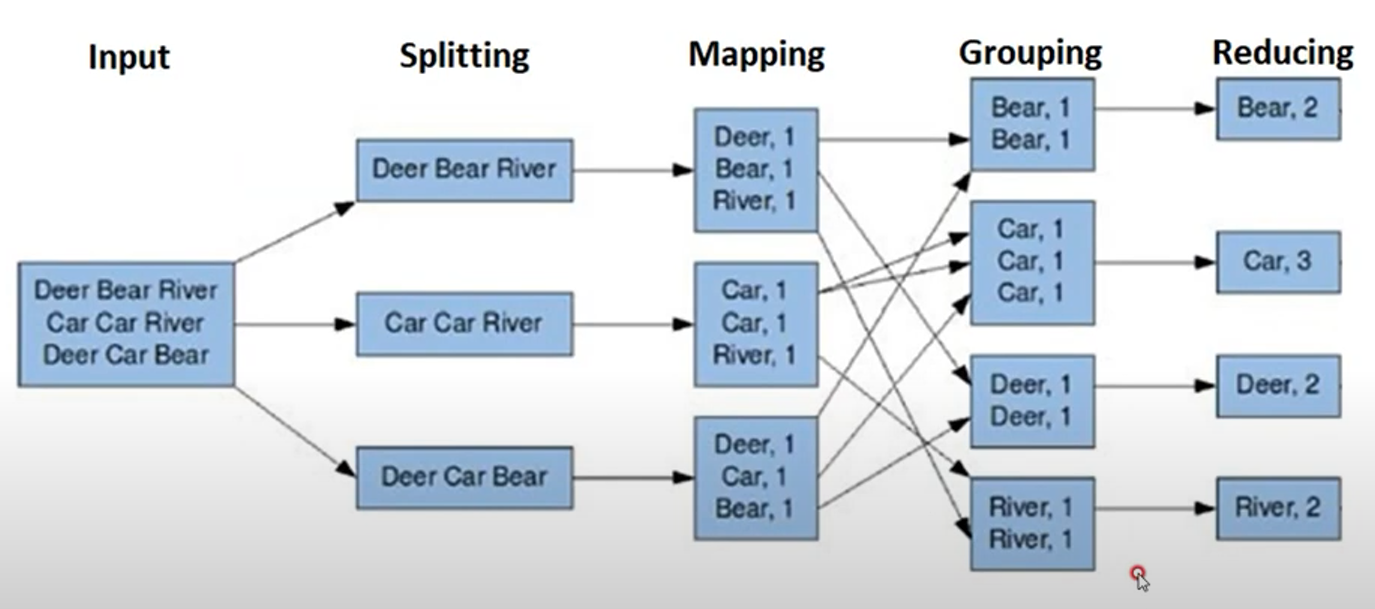 Input
Splitting
Mapping
Grouping
Reducing
Deer Bear River
Car Car River
Deer Car Bear
Deer Bear River
Car Car River
Deer Car Bear
Deer, 1
Bear, 1
River, 1
Car, 1
Car, 1
River, 1
Deer, 1
Car, 1
Bear, 1
Bear, 1
Bear, 1
Car, 1
Car, 1
Car, 1
Deer, 1
Deer, 1
River, 1
River, 1
Bear, 2
Car, 3
Deer, 2
River, 2